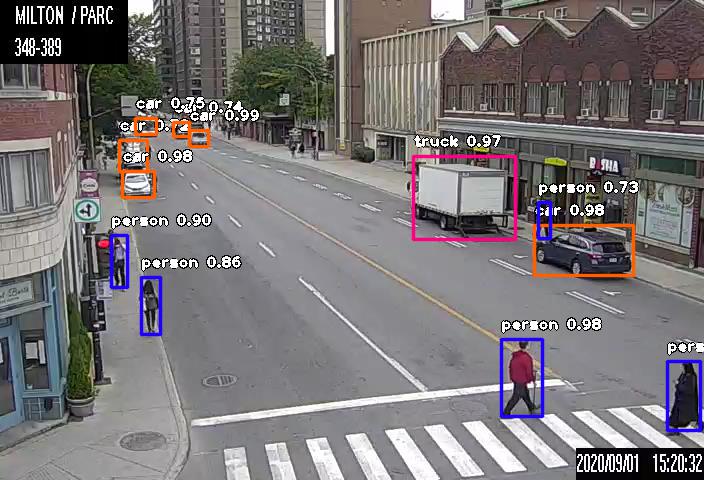 MILTON / PARC
348-389
car 0.75
0.74
car 0.99
car 0.98
truck 0.97
person 0.73
car 0.98
person 0.90
person 0.86
person 0.98
pers
2020/09/01 15:20:32